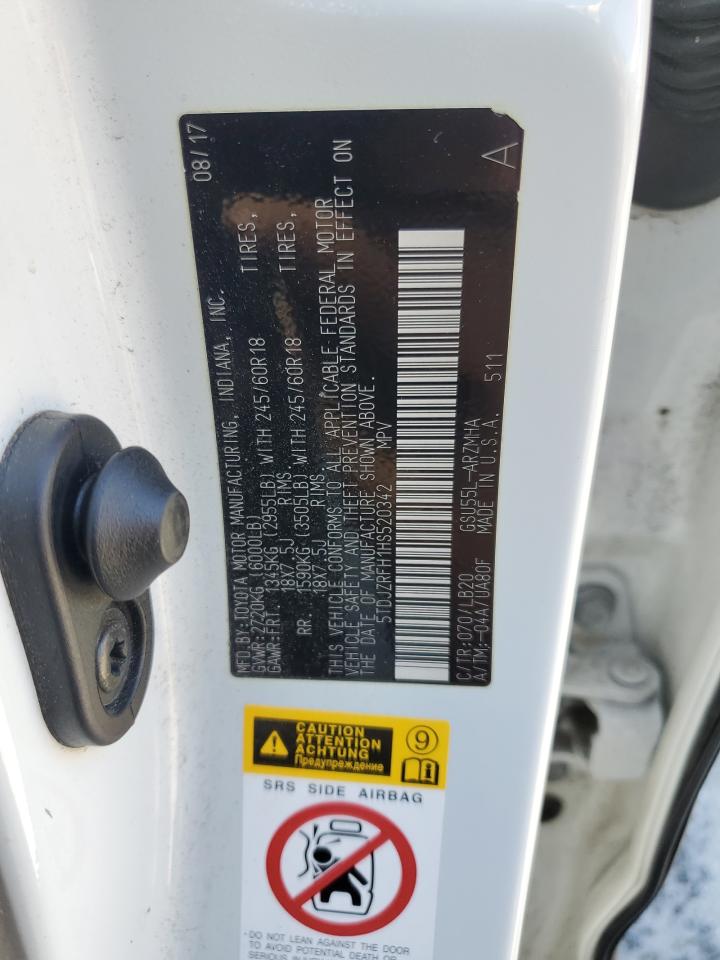 MFD.BY:TOYOTA MOTOR MANUFACTURING, INDIANA, INC. 08/17
GVWR:2720KG (6000LB)
GAWR:FRT. 1345KG (2955LB) WITH 245/60R18 TIRES,
18X7.5J RIMS.
RR. 1590KG (3505LB) WITH 245/60R18 TIRES,
18X7.5J RIMS.
THIS VEHICLE CONFORMS TO ALL APPLICABLE FEDERAL MOTOR
VEHICLE SAFETY AND THEFT PREVENTION STANDARDS IN EFFECT ON
THE DATE OF MANUFACTURE SHOWN ABOVE.
5TDJZRFH1HS520342 MPV
C/TR:070/LB20 GSU55L-ARZMHA
A/TM:-04A/UA80F MADE IN U.S.A. 511
A
CAUTION
ATTENTION
ACHTUNG
Предупреждение
9
i
SRS SIDE AIRBAG
- DO NOT LEAN AGAINST THE DOOR
TO AVOID POTENTIAL DEATH OR
SERIOUS